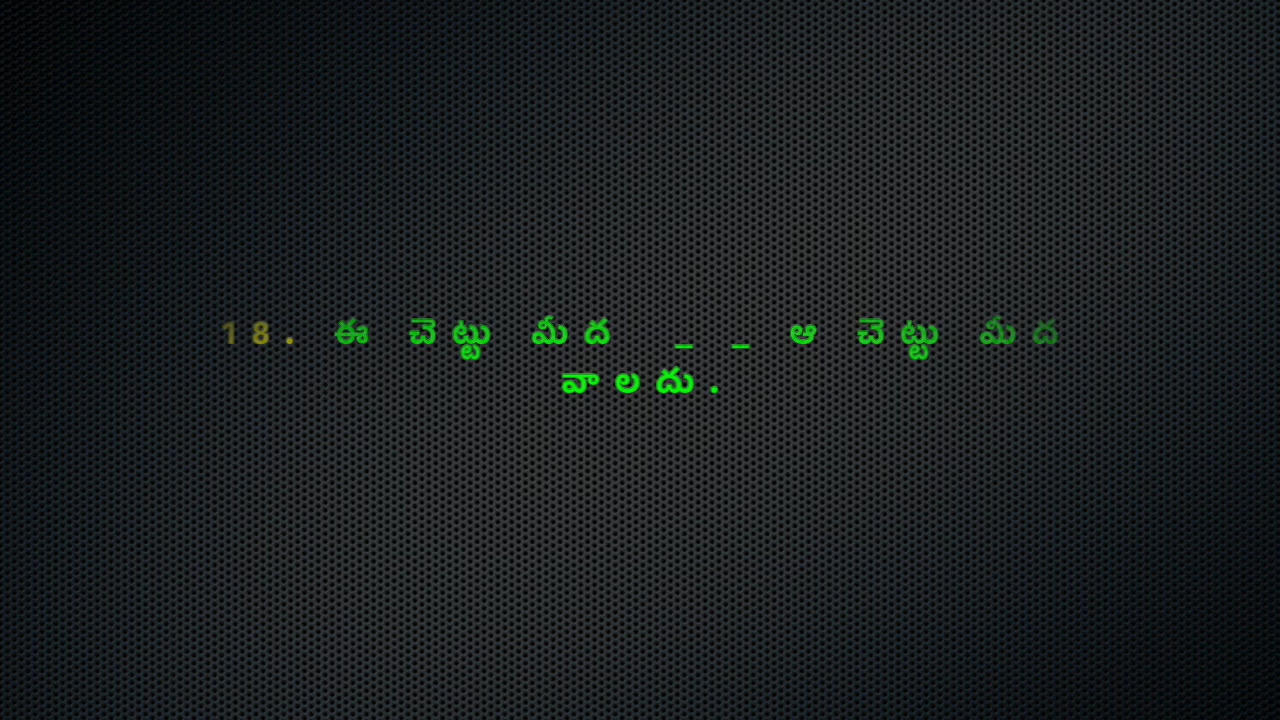 18. ఈ చెట్టు మీద _ _ ఆ చెట్టు మీద
వాలదు.